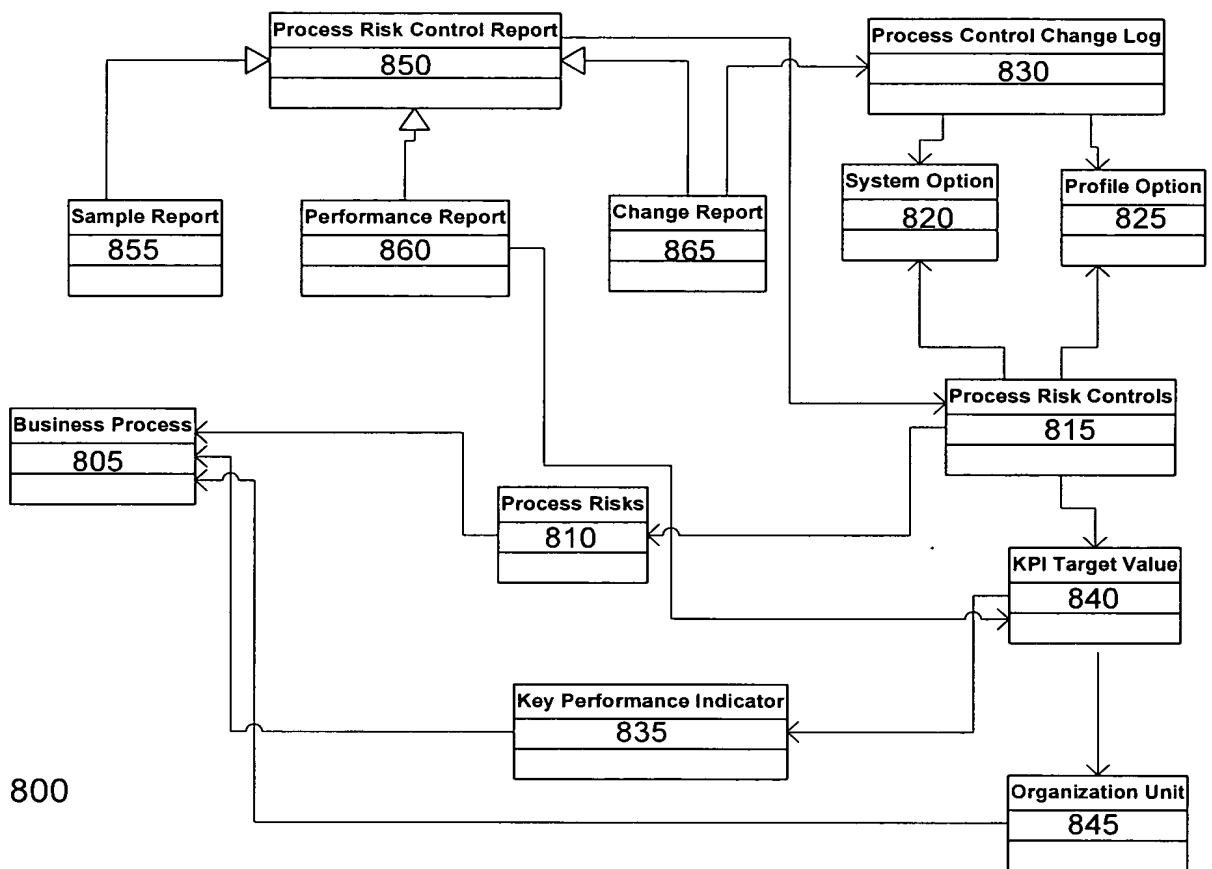 Process Risk Control Report
850
Process Control Change Log
830
System Option
820
Profile Option
825
Sample Report
855
Performance Report
860
Change Report
865
Process Risk Controls
815
Business Process
805
Process Risks
810
KPI Target Value
840
Key Performance Indicator
835
800
Organization Unit
845